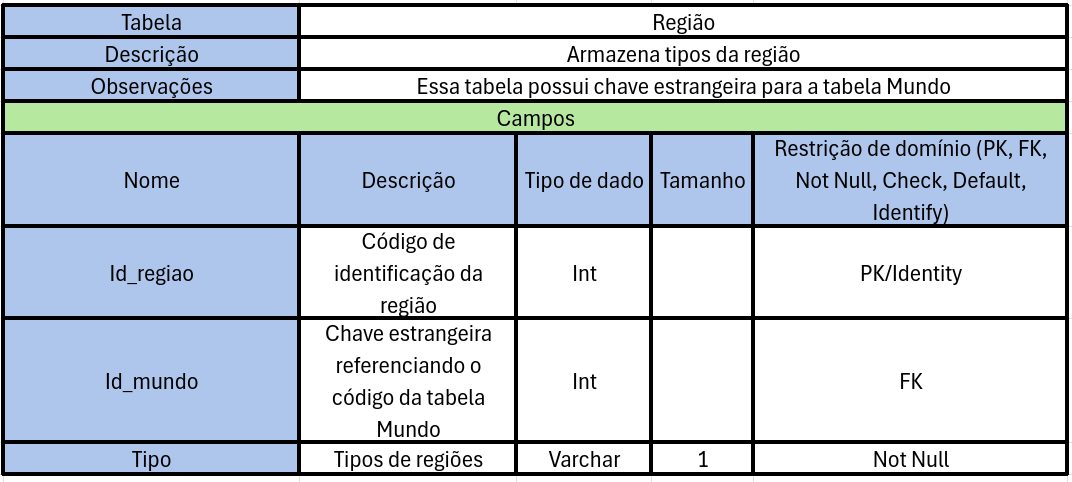 Tabela Região
Descrição Armazena tipos da região
Observações Essa tabela possui chave estrangeira para a tabela Mundo
Campos
Nome Descrição Tipo de dado Tamanho Restrição de domínio (PK, FK,
Not Null, Check, Default,
Identify)
Id_regiao Código de
identificação da
região
Int PK/Identity
Id_mundo Chave estrangeira
referenciando o
código da tabela
Mundo
Int FK
Tipo Tipos de regiões Varchar 1 Not Null